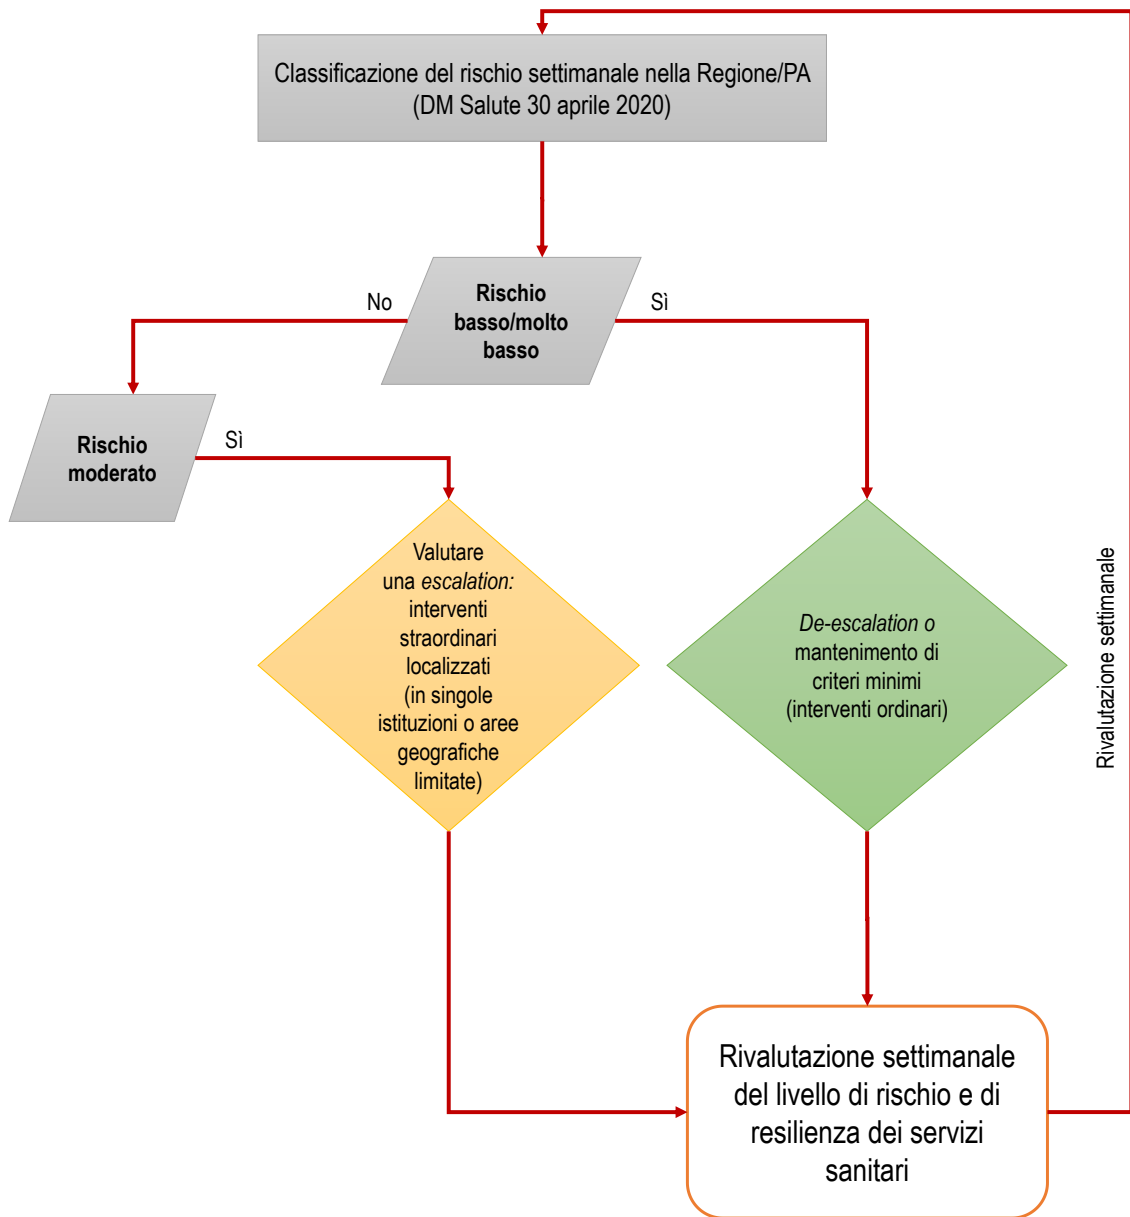 Classificazione del rischio settimanale nella Regione/PA
(DM Salute 30 aprile 2020)
Rischio
basso/molto
basso
No
Sì
Rischio
moderato
Sì
Valutare
una escalation:
interventi
straordinari
localizzati
(in singole
istituzioni o aree
geografiche
limitate)
De-escalation o
mantenimento di
criteri minimi
(interventi ordinari)
Rivalutazione settimanale
Rivalutazione settimanale
del livello di rischio e di
resilienza dei servizi
sanitari